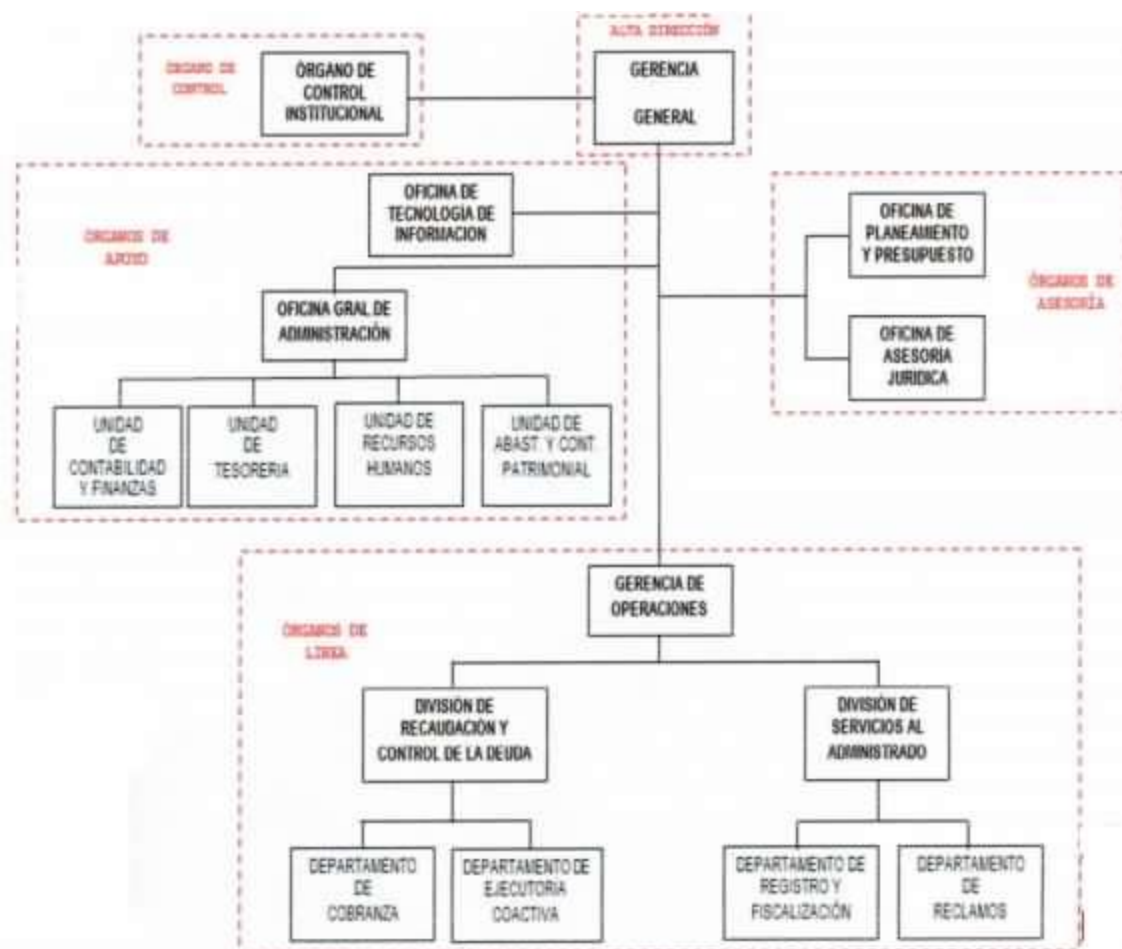 ALTA DIRECCIÓN
ÓRGANO DE
CONTROL
ÓRGANO DE
CONTROL
INSTITUCIONAL
GERENCIA
GENERAL
OFICINA DE
TECNOLOGÍA DE
INFORMACION
ÓRGANOS DE
APOYO
OFICINA DE
PLANEAMIENTO
Y PRESUPUESTO
ÓRGANOS DE
ASESORÍA
OFICINA GRAL DE
ADMINISTRACIÓN
OFICINA DE
ASESORÍA
JURIDICA
UNIDAD
DE
CONTABILIDAD
Y FINANZAS
UNIDAD
DE
TESORERIA
UNIDAD DE
RECURSOS
HUMANOS
UNIDAD DE
ABAST. Y CONT.
PATRIMONIAL
GERENCIA DE
OPERACIONES
ÓRGANOS DE
LÍNEA
DIVISIÓN DE
RECAUDACIÓN Y
CONTROL DE LA DEUDA
DIVISIÓN DE
SERVICIOS AL
ADMINISTRADO
DEPARTAMENTO
DE
COBRANZA
DEPARTAMENTO DE
EJECUTORIA
COACTIVA
DEPARTAMENTO DE
REGISTRO Y
FISCALIZACIÓN
DEPARTAMENTO
DE
RECLAMOS